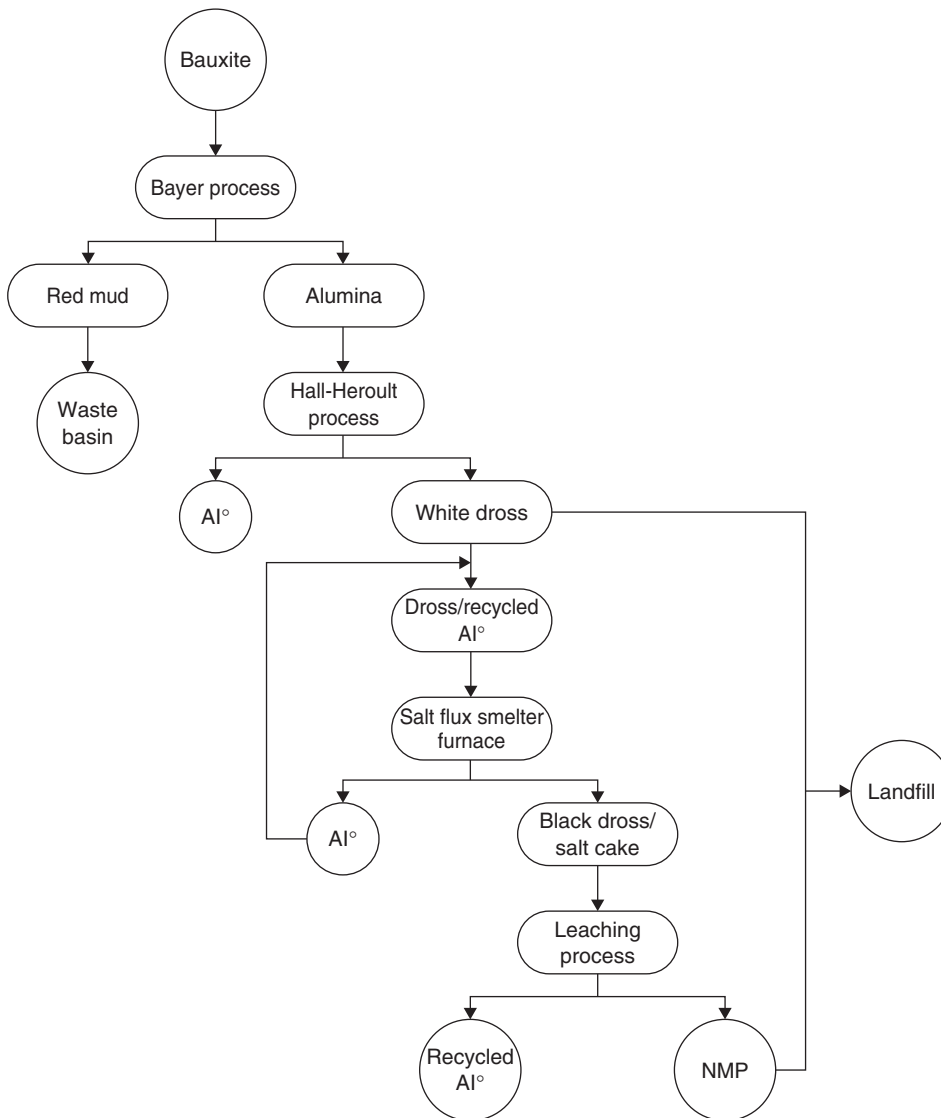 Bauxite
Bayer process
Red mud
Alumina
Hall-Heroult
process
Waste
basin
Al°
White dross
Dross/recycled
Al°
Salt flux smelter
furnace
Landfill
Al°
Black dross/
salt cake
Leaching
process
Recycled
Al°
NMP